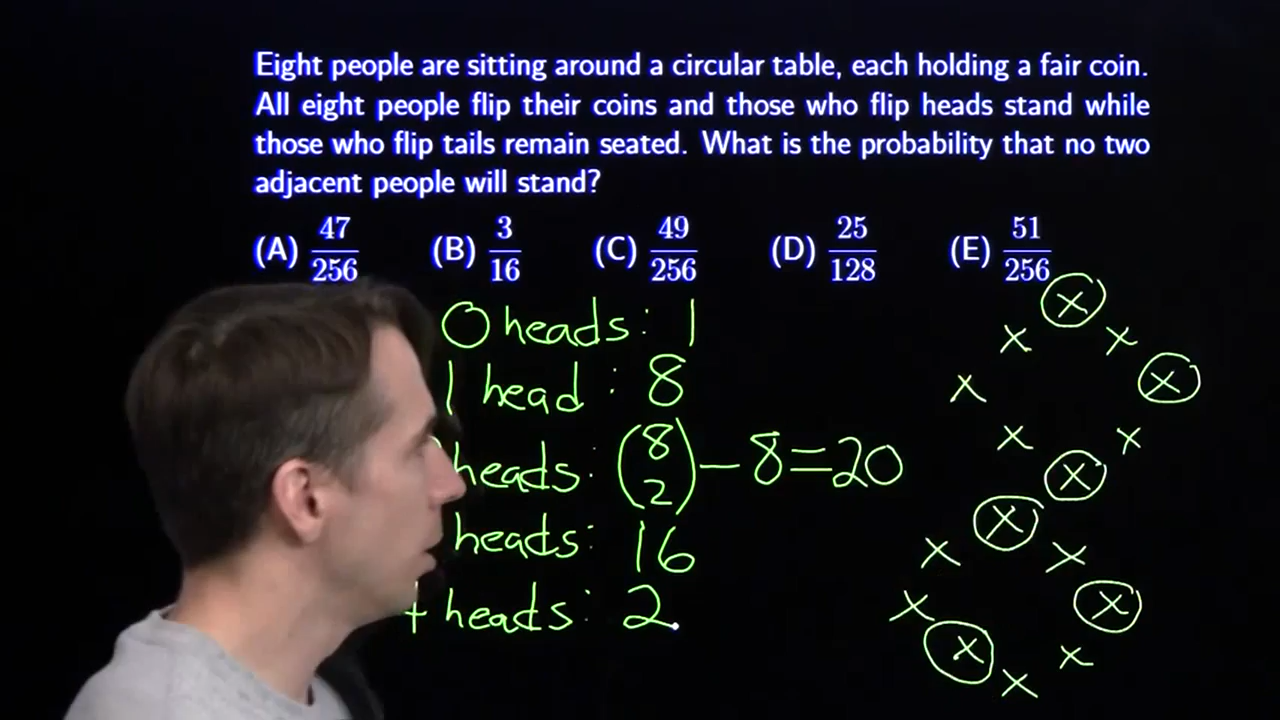 Eight people are sitting around a circular table, each holding a fair coin.
All eight people flip their coins and those who flip heads stand while
those who flip tails remain seated. What is the probability that no two
adjacent people will stand?
(A) 47/256 (B) 3/16 (C) 49/256 (D) 25/128 (E) 51/256
0 heads: 1
1 head: 8
heads: (8 2) − 8 = 20
heads: 16
heads: 2